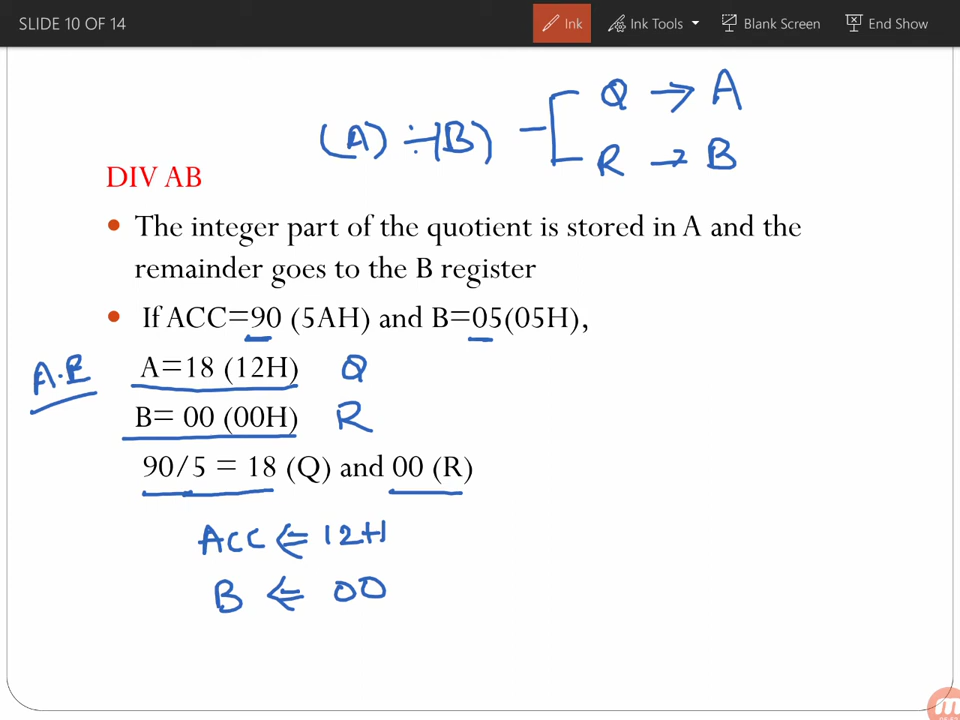 SLIDE 10 OF 14 Ink Ink Tools Blank Screen End Show
(A) ÷ (B) Q → A
R → B
DIV AB
• The integer part of the quotient is stored in A and the
remainder goes to the B register
• If ACC=90 (5AH) and B=05(05H),
A=18 (12H) Q
B= 00 (00H) R
90/5 = 18 (Q) and 00 (R)
ACC ⇐ 12H
B ⇐ 00